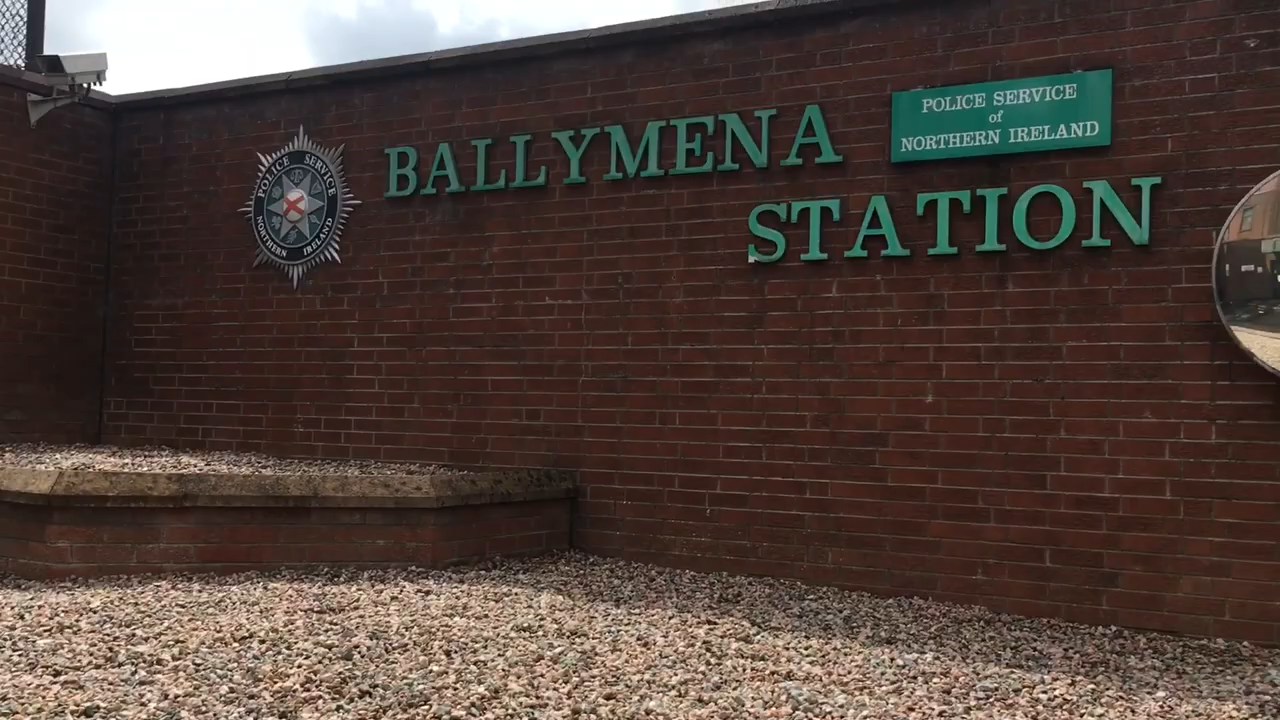 POLICE SERVICE
NORTHERN IRELAND
BALLYMENA
STATION
POLICE SERVICE
of
NORTHERN IRELAND